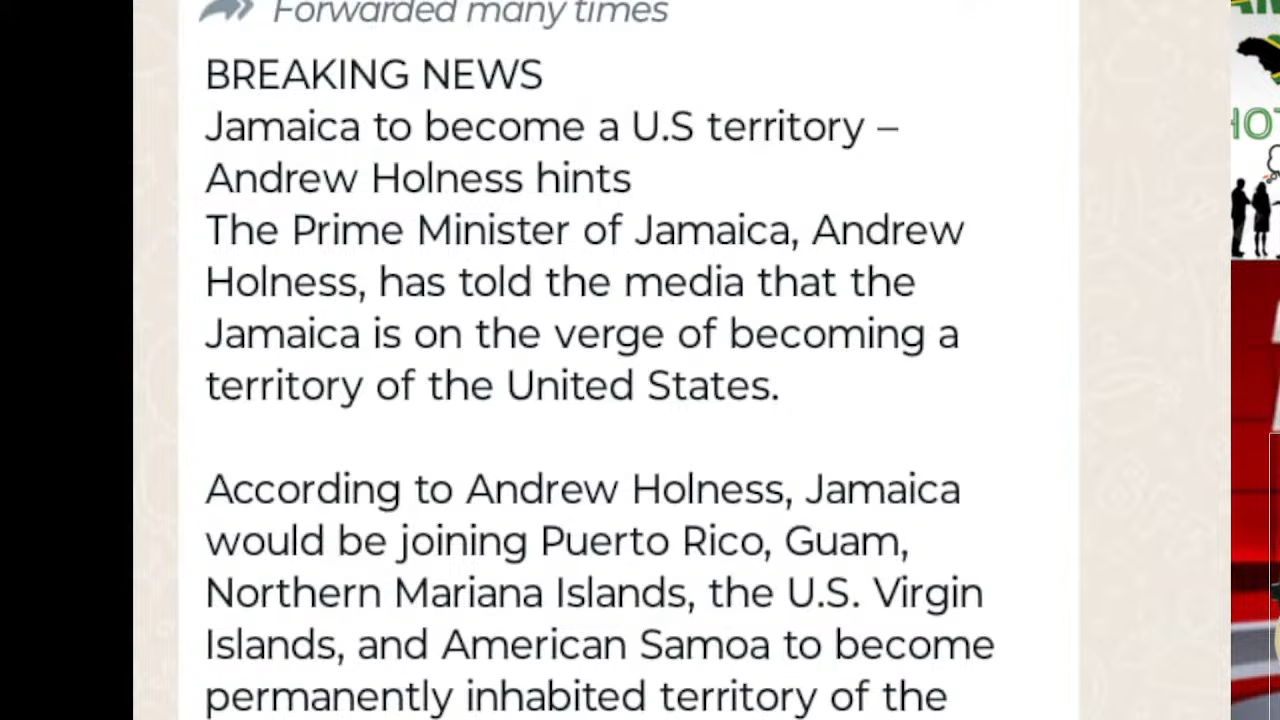 Forwarded many times
BREAKING NEWS
Jamaica to become a U.S territory –
Andrew Holness hints
The Prime Minister of Jamaica, Andrew
Holness, has told the media that the
Jamaica is on the verge of becoming a
territory of the United States.
According to Andrew Holness, Jamaica
would be joining Puerto Rico, Guam,
Northern Mariana Islands, the U.S. Virgin
Islands, and American Samoa to become
permanently inhabited territory of the